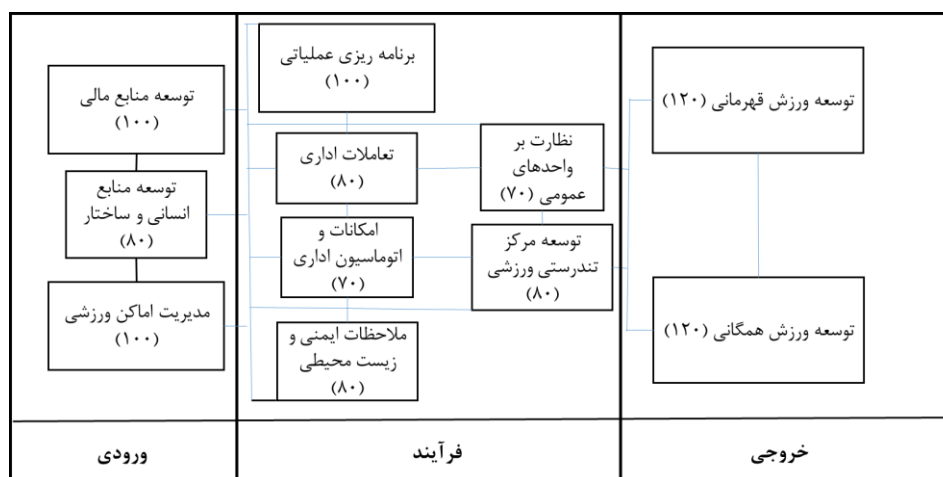 توسعه منابع مالی
(۱۰۰)
توسعه منابع
انسانی و ساختار
(۸۰)
مدیریت اماکن ورزشی
(۱۰۰)
برنامه ریزی عملیاتی
(۱۰۰)
تعاملات اداری
(۸۰)
امکانات و
اتوماسیون اداری
(۷۰)
ملاحظات ایمنی و
زیست محیطی
(۸۰)
نظارت بر
واحدهای
عمومی (۷۰)
توسعه مرکز
تندرستی ورزشی
(۸۰)
توسعه ورزش قهرمانی (۱۲۰)
توسعه ورزش همگانی (۱۲۰)
ورودی
فرآیند
خروجی